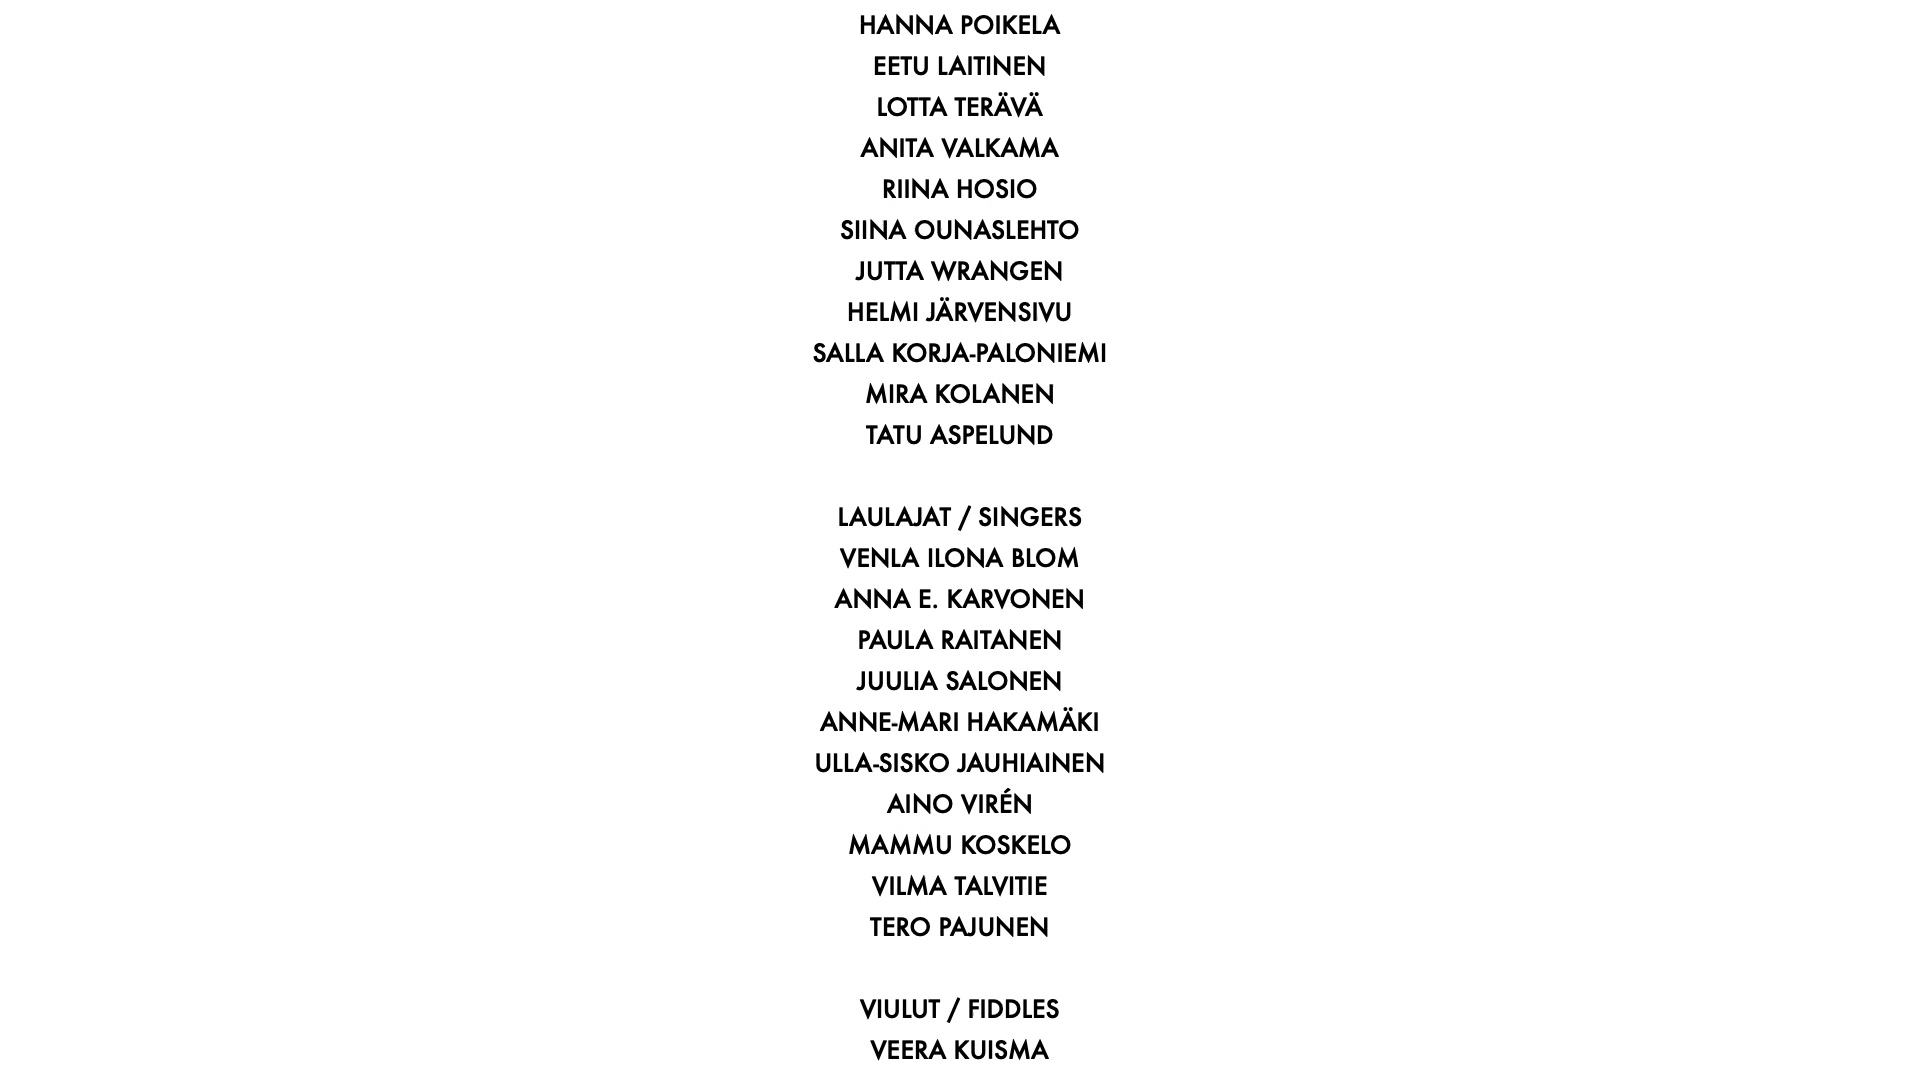 HANNA POIKELA
EETU LAITINEN
LOTTA TERÄVÄ
ANITA VALKAMA
RIINA HOSIO
SIINA OUNASLEHTO
JUTTA WRANGEN
HELMI JÄRVENSIVU
SALLA KORJA-PALONIEMI
MIRA KOLANEN
TATU ASPELUND
LAULAJAT / SINGERS
VENLA ILONA BLOM
ANNA E. KARVONEN
PAULA RAITANEN
JUULIA SALONEN
ANNE-MARI HAKAMÄKI
ULLA-SISKO JAUHIAINEN
AINO VIRÉN
MAMMU KOSKELO
VILMA TALVITIE
TERO PAJUNEN
VIULUT / FIDDLES
VEERA KUISMA